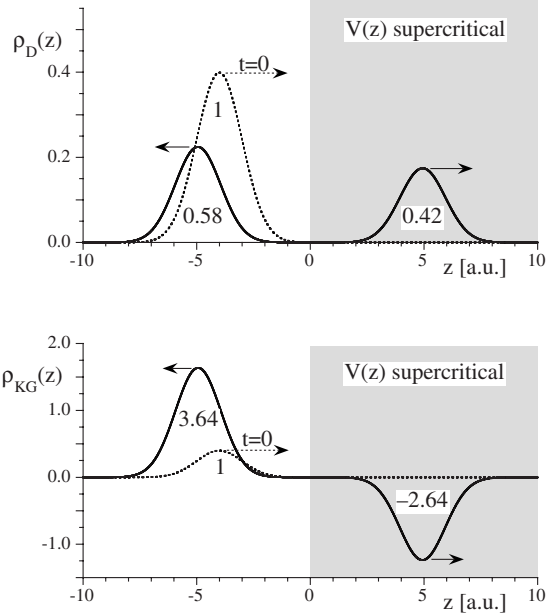 ρD(z)
V(z) supercritical
t=0
0.4
1
0.2
0.58
0.42
0.0
-10
-5
0
5
10
z [a.u.]
2.0
ρKG(z)
V(z) supercritical
1.0
3.64
t=0
1
0.0
–2.64
-1.0
-10
-5
0
5
10
z [a.u.]